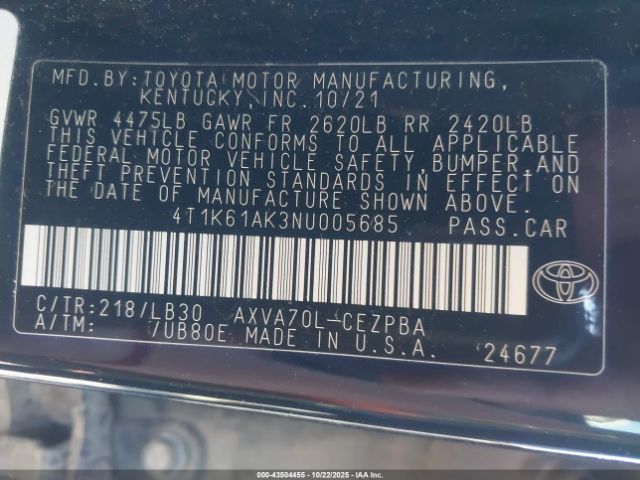 MFD.BY:TOYOTA MOTOR MANUFACTURING,
KENTUCKY,INC.10/21
GVWR 4475LB GAWR FR 2620LB RR 2420LB
THIS VEHICLE CONFORMS TO ALL APPLICABLE
FEDERAL MOTOR VEHICLE SAFETY,BUMPER,AND
THEFT PREVENTION STANDARDS IN EFFECT ON
THE DATE OF MANUFACTURE SHOWN ABOVE.
4T1K61AK3NU005685 PASS.CAR
C/TR:218/LB30 AXVA70L-CEZPBA
A/TM: 7UB80E MADE IN U.S.A. 24677
000-43504455 - 10/22/2025 - IAAI.com